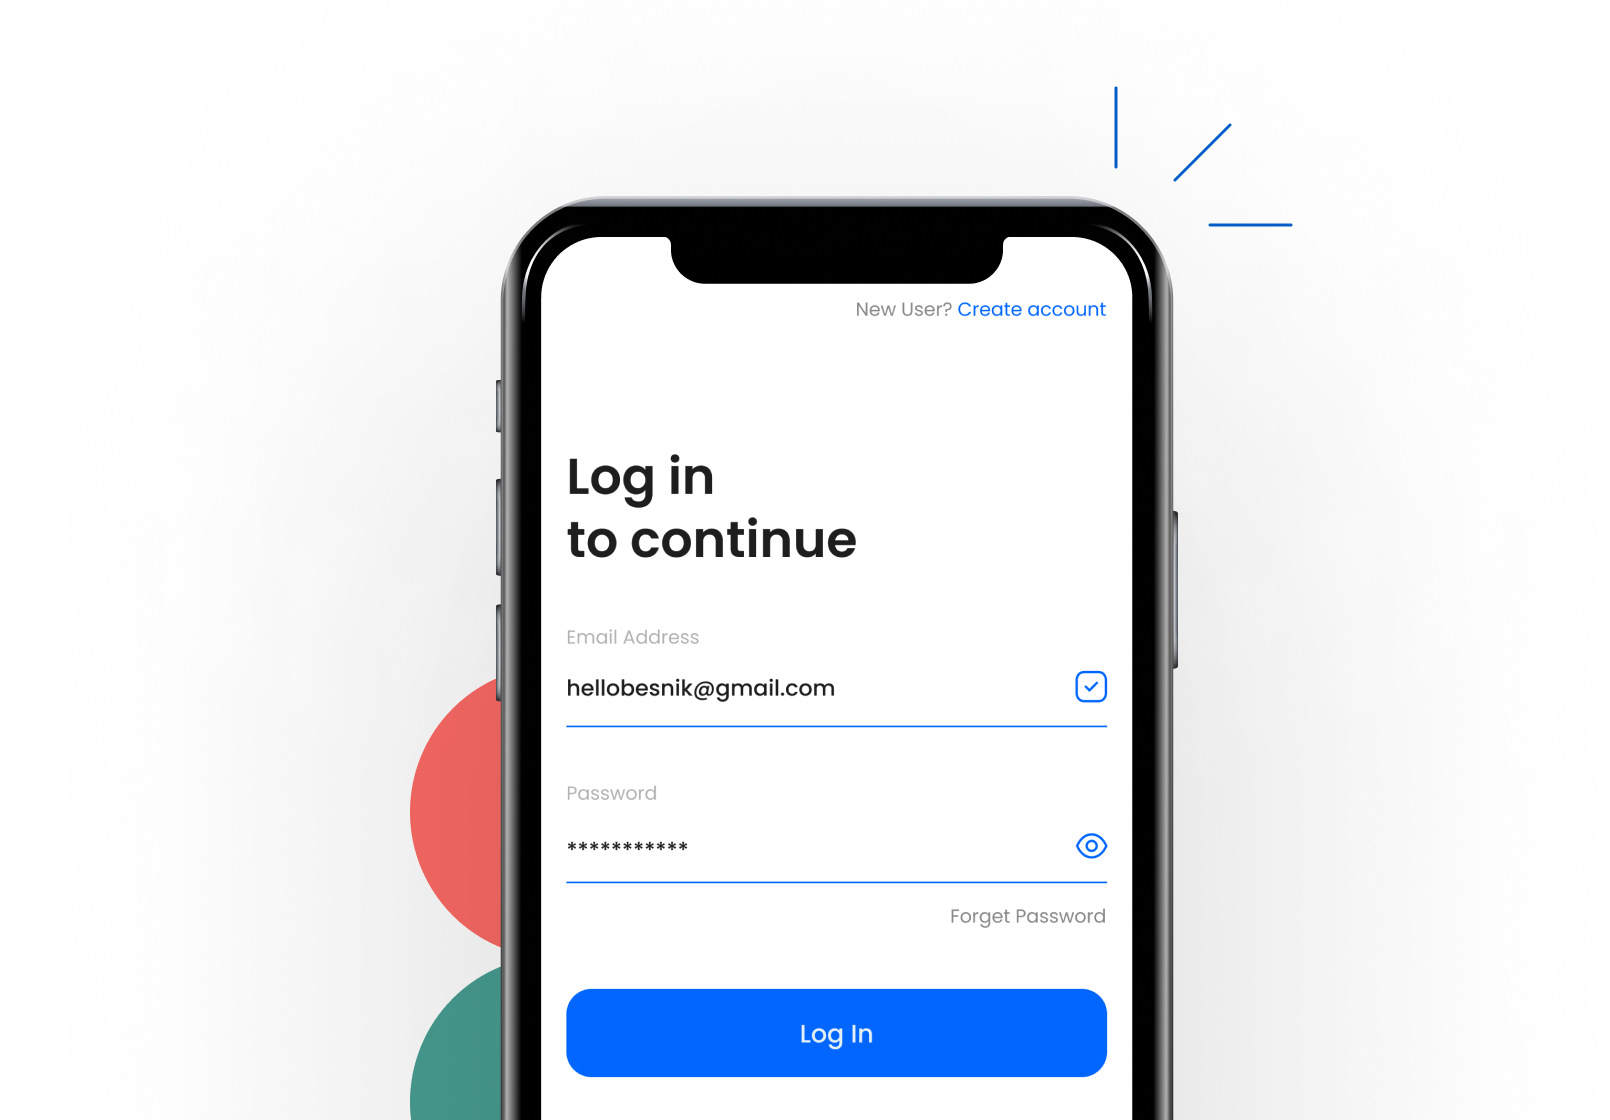 New User? Create account
Log in
to continue
Email Address
hellobesnik@gmail.com
Password
***********
Forget Password
Log In